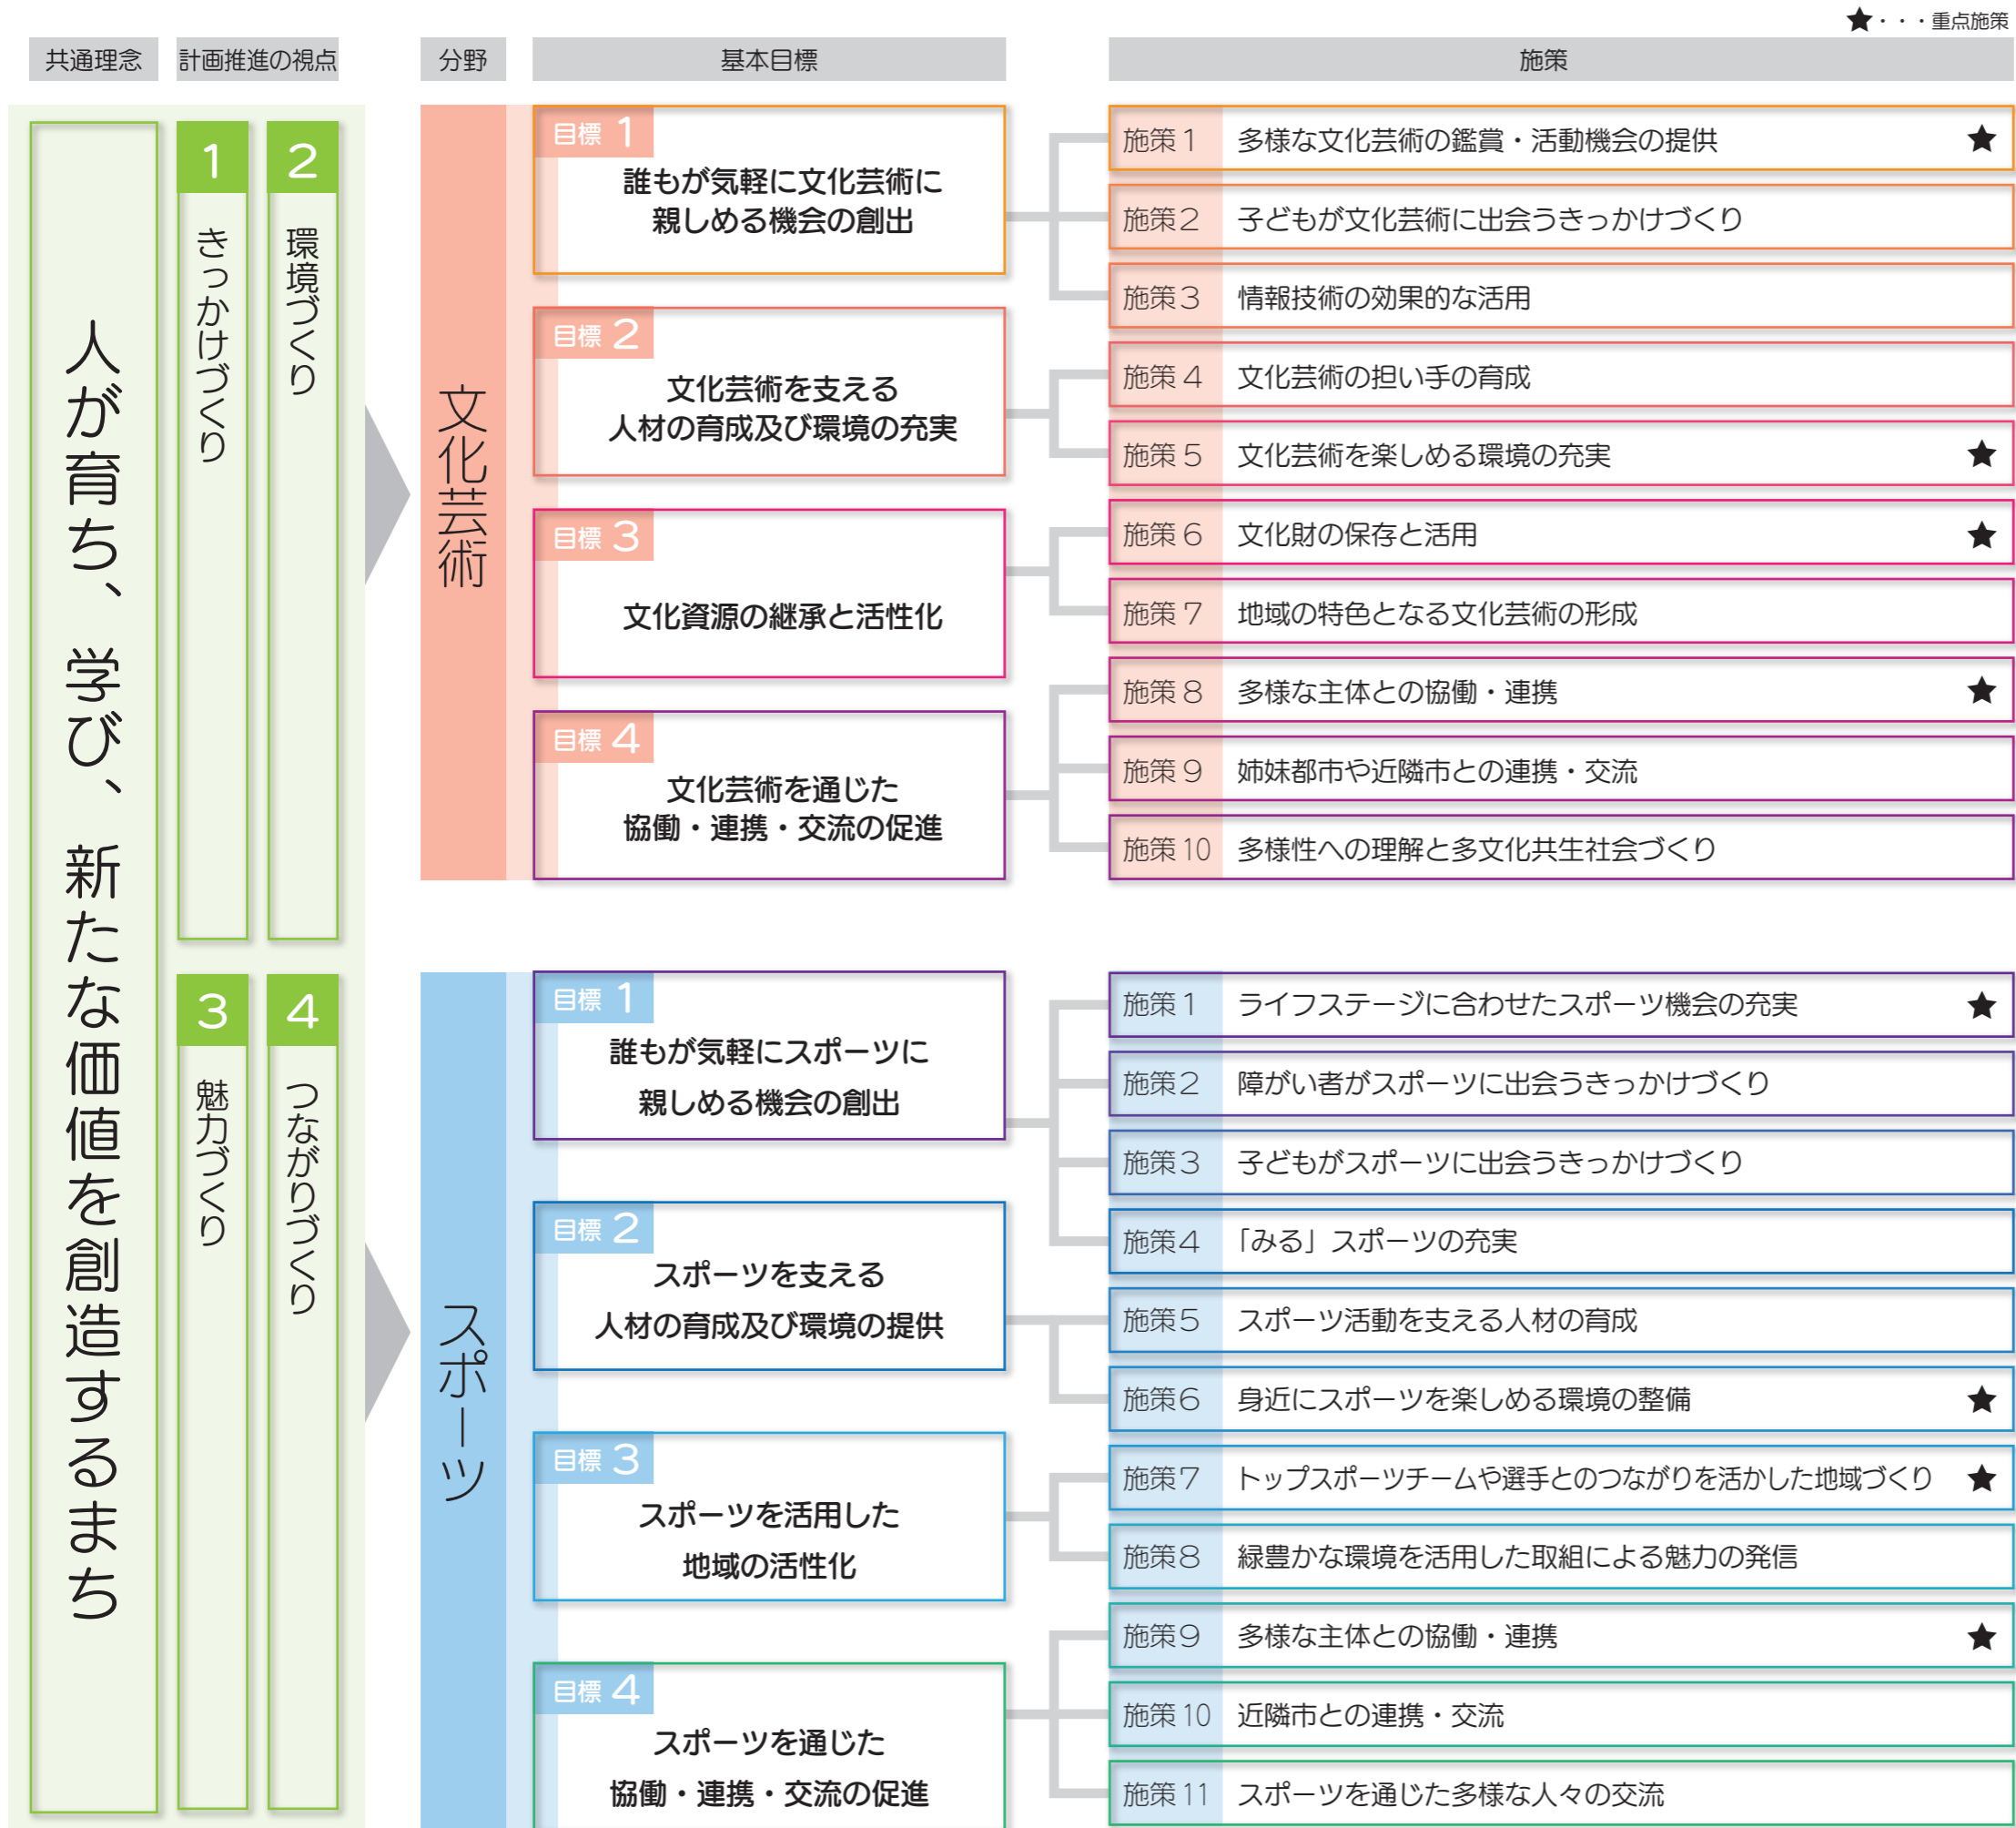 ★・・・重点施策
共通理念
計画推進の視点
分野
基本目標
施策
人が育ち、学び、新たな価値を創造するまち
1
きっかけづくり
2
環境づくり
3
魅力づくり
4
つながりづくり
文化芸術
目標 1
誰もが気軽に文化芸術に
親しめる機会の創出
施策1 多様な文化芸術の鑑賞・活動機会の提供 ★
施策2 子どもが文化芸術に出会うきっかけづくり
施策3 情報技術の効果的な活用
目標 2
文化芸術を支える
人材の育成及び環境の充実
施策4 文化芸術の担い手の育成
施策5 文化芸術を楽しめる環境の充実 ★
目標 3
文化資源の継承と活性化
施策6 文化財の保存と活用 ★
施策7 地域の特色となる文化芸術の形成
目標 4
文化芸術を通じた
協働・連携・交流の促進
施策8 多様な主体との協働・連携 ★
施策9 姉妹都市や近隣市との連携・交流
施策10 多様性への理解と多文化共生社会づくり
スポーツ
目標 1
誰もが気軽にスポーツに
親しめる機会の創出
施策1 ライフステージに合わせたスポーツ機会の充実 ★
施策2 障がい者がスポーツに出会うきっかけづくり
施策3 子どもがスポーツに出会うきっかけづくり
施策4 「みる」スポーツの充実
目標 2
スポーツを支える
人材の育成及び環境の提供
施策5 スポーツ活動を支える人材の育成
施策6 身近にスポーツを楽しめる環境の整備 ★
目標 3
スポーツを活用した
地域の活性化
施策7 トップスポーツチームや選手とのつながりを活かした地域づくり ★
施策8 緑豊かな環境を活用した取組による魅力の発信
目標 4
スポーツを通じた
協働・連携・交流の促進
施策9 多様な主体との協働・連携 ★
施策10 近隣市との連携・交流
施策11 スポーツを通じた多様な人々の交流